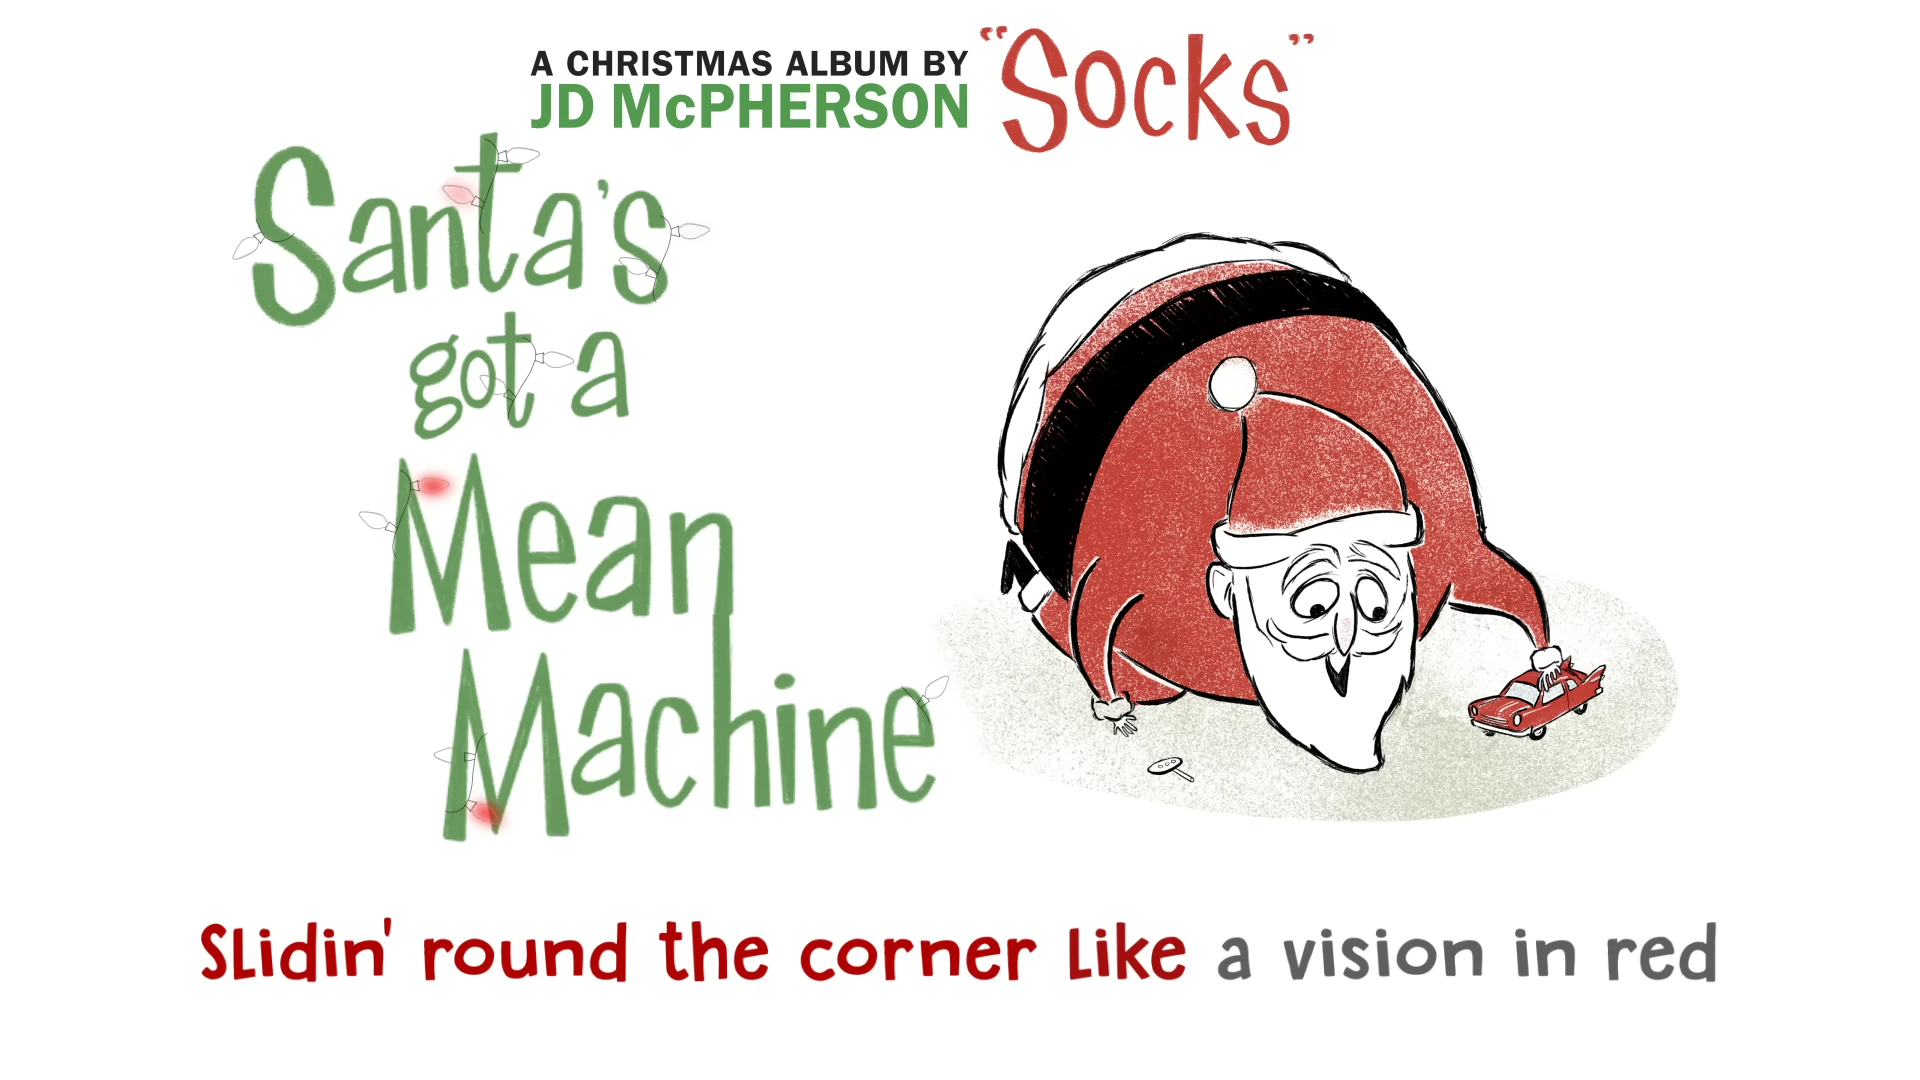 A CHRISTMAS ALBUM BY
JD McPHERSON
"Socks"
Santa's
got a
Mean
Machine
Slidin' round the corner like a vision in red